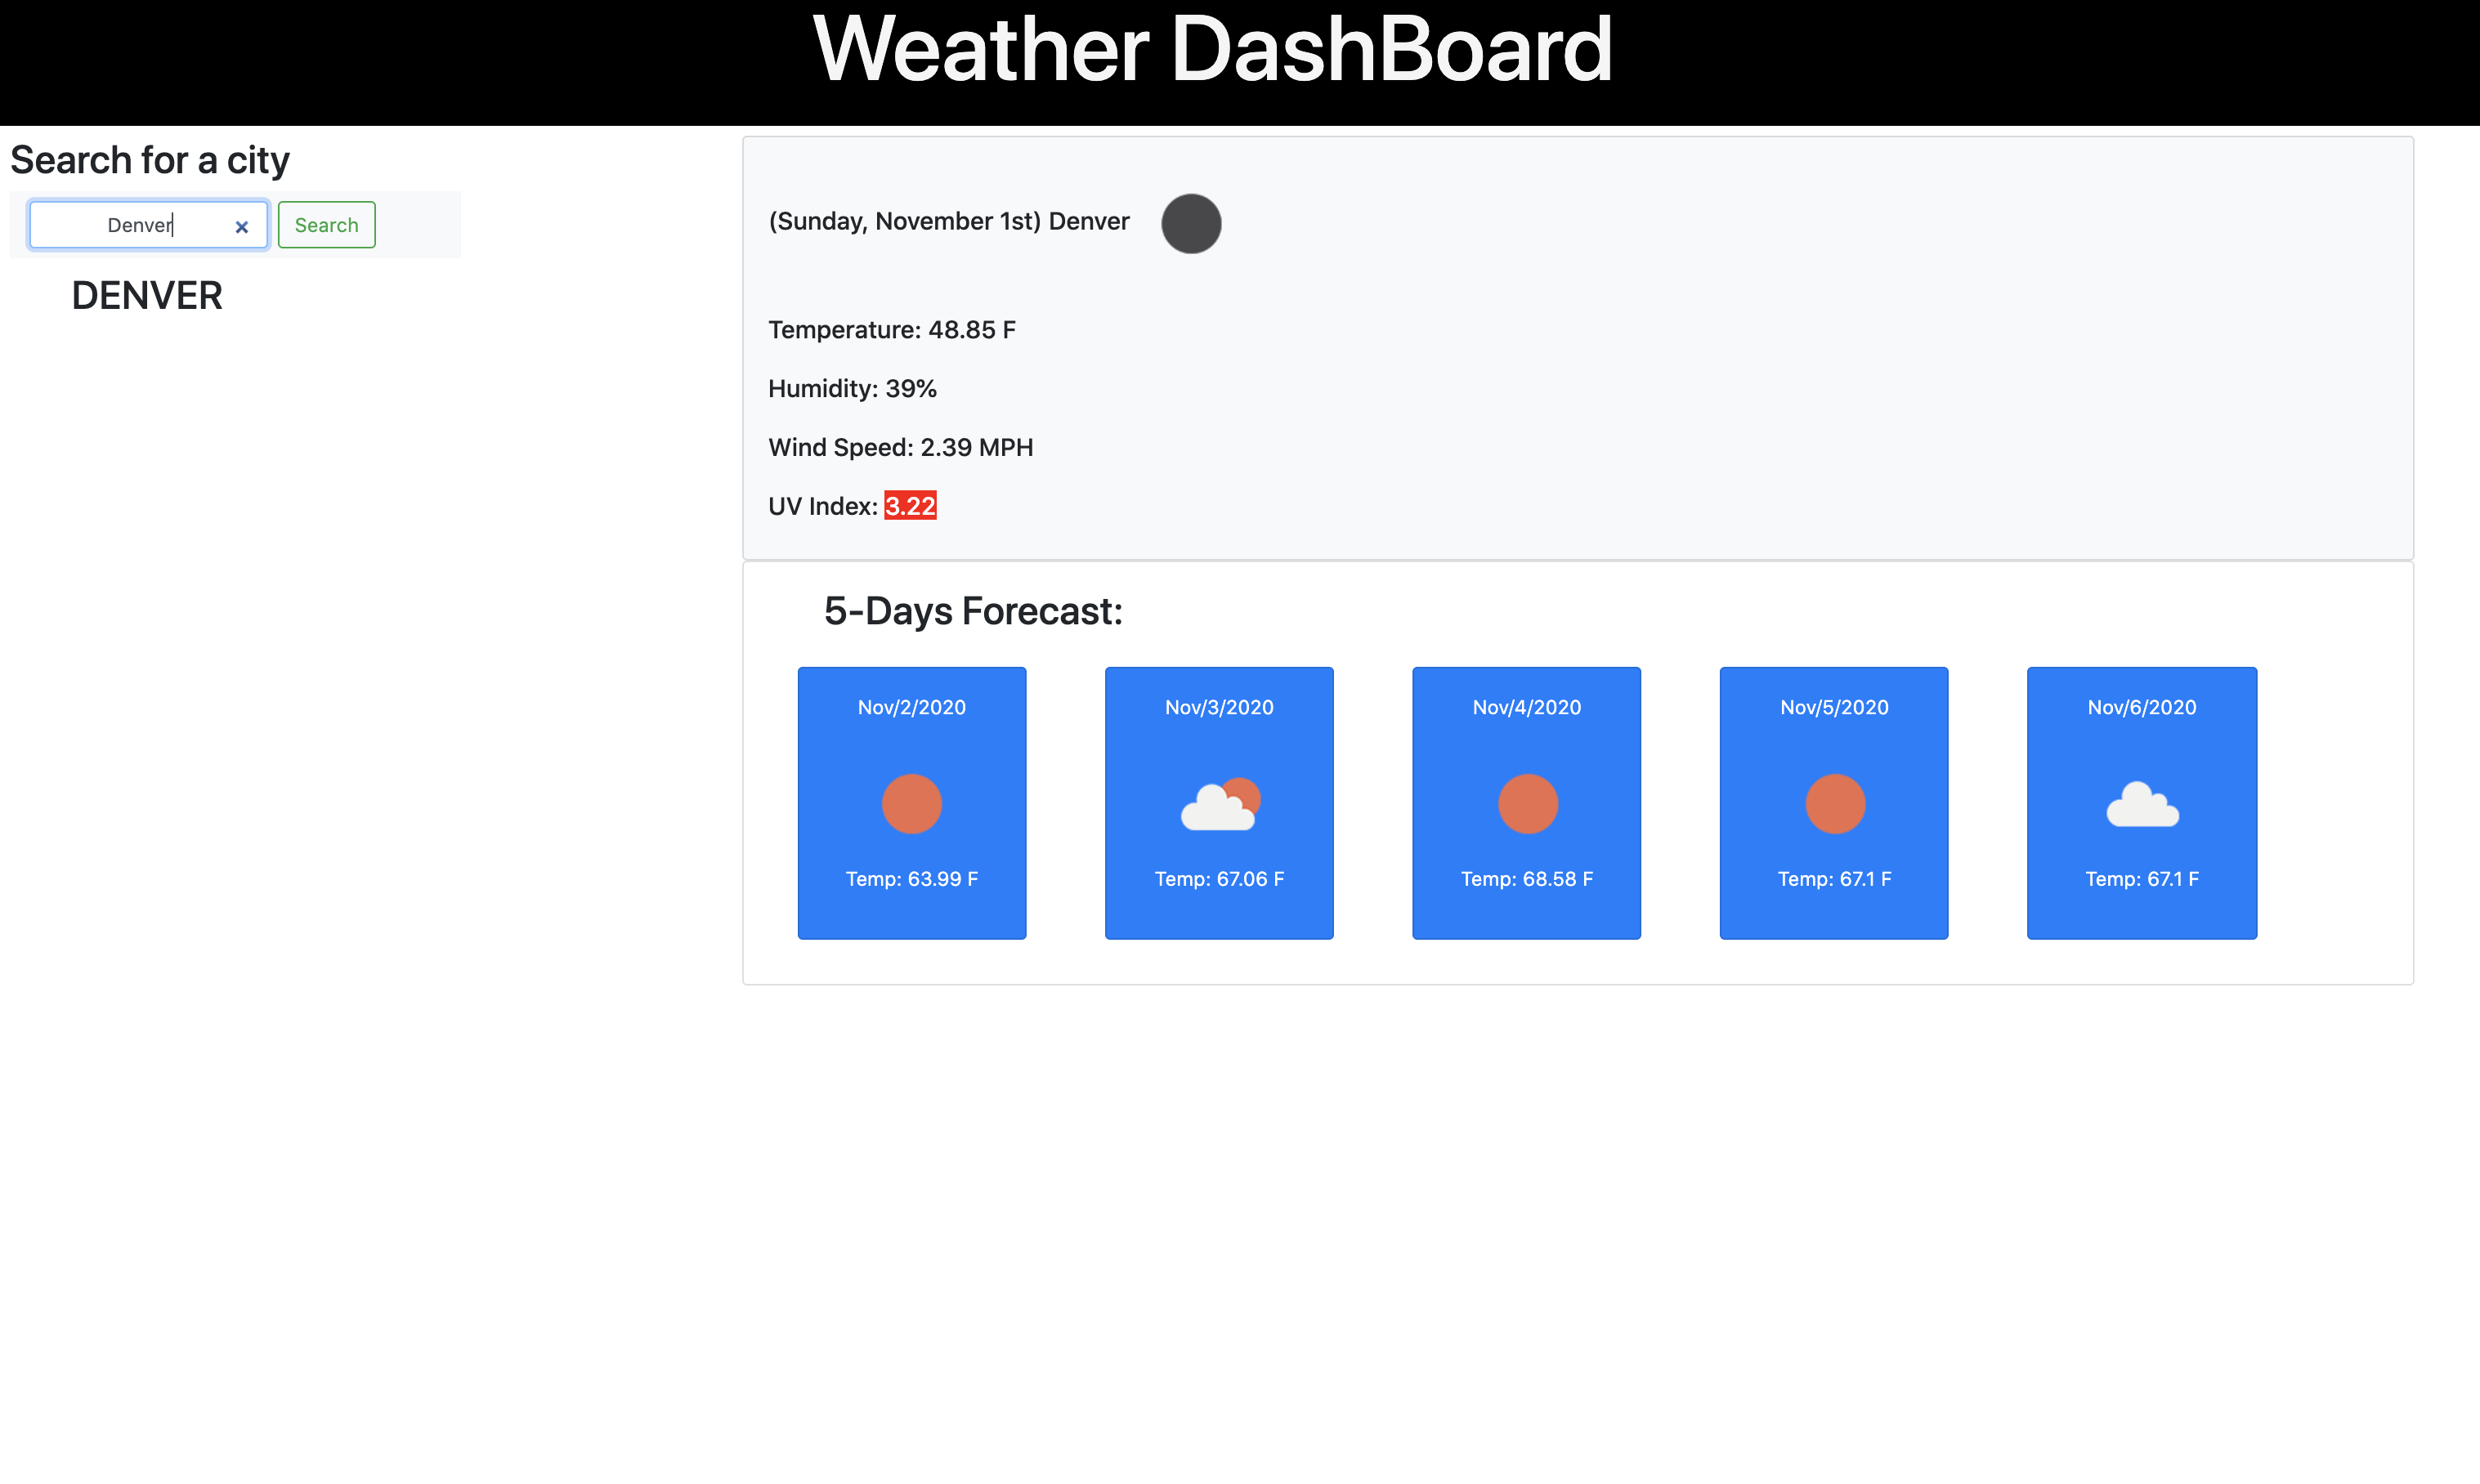 Weather DashBoard
Search for a city
Denver
Search
DENVER
(Sunday, November 1st) Denver
Temperature: 48.85 F
Humidity: 39%
Wind Speed: 2.39 MPH
UV Index: 3.22
5-Days Forecast:
Nov/2/2020
Temp: 63.99 F
Nov/3/2020
Temp: 67.06 F
Nov/4/2020
Temp: 68.58 F
Nov/5/2020
Temp: 67.1 F
Nov/6/2020
Temp: 67.1 F